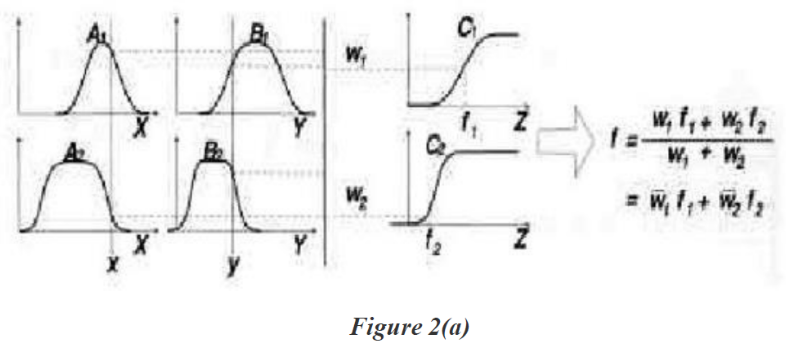 A₁ B₁ C₁
w₁
X Y f₁ Z
A₂ B₂ C₂
w₂
X Y f₂ Z
x y
f = (w₁ f₁ + w₂ f₂) / (w₁ + w₂)
= w̅₁ f₁ + w̅₂ f₂
Figure 2(a)